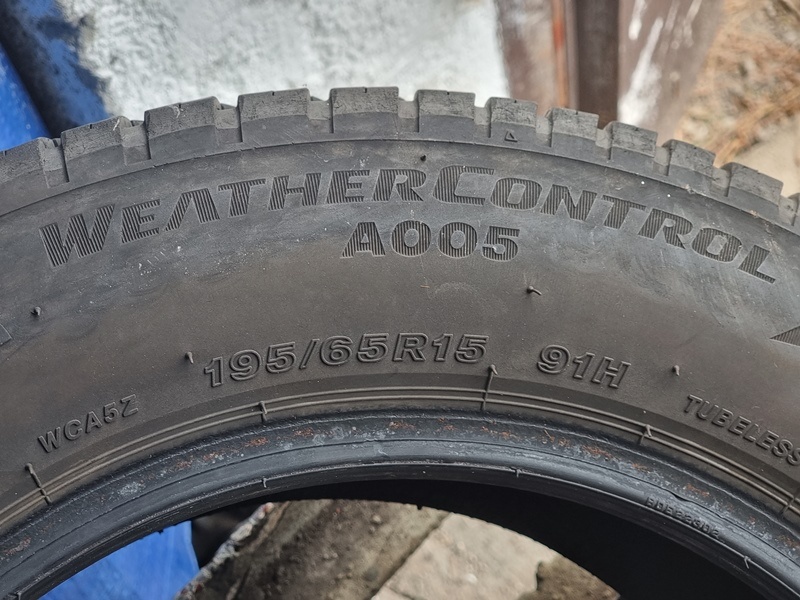 WEATHERCONTROL
A005
195/65R15 91H
WCA5Z
TUBELESS